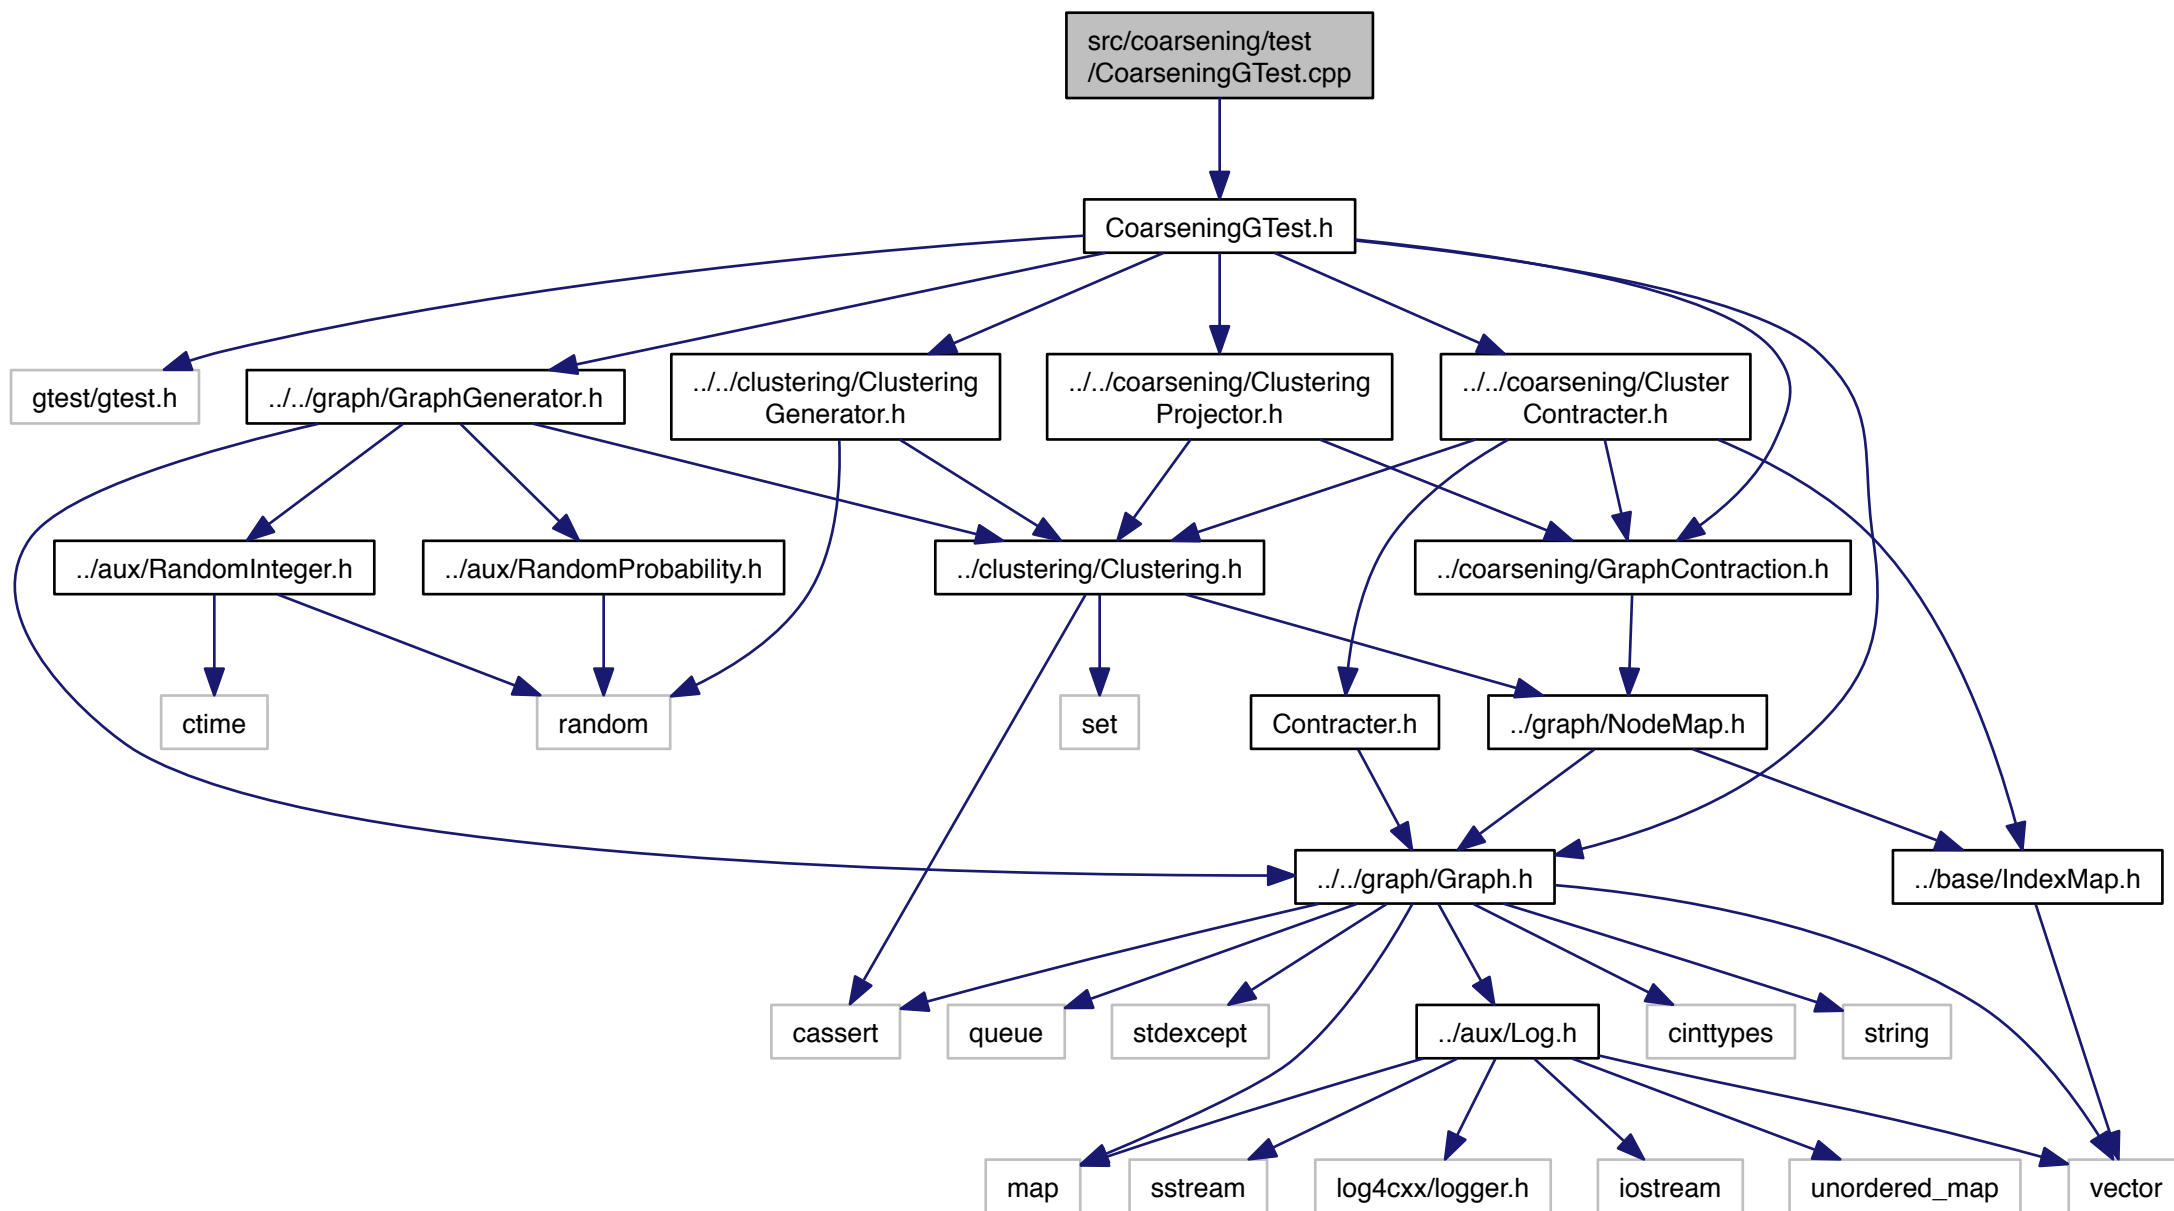 src/coarsening/test
/CoarseningGTest.cpp
CoarseningGTest.h
gtest/gtest.h
../../graph/GraphGenerator.h
../../clustering/Clustering
Generator.h
../../coarsening/Clustering
Projector.h
../../coarsening/Cluster
Contracter.h
../aux/RandomInteger.h
../aux/RandomProbability.h
../clustering/Clustering.h
../coarsening/GraphContraction.h
ctime
random
set
Contracter.h
../graph/NodeMap.h
../../graph/Graph.h
../base/IndexMap.h
cassert
queue
stdexcept
../aux/Log.h
cinttypes
string
map
sstream
log4cxx/logger.h
iostream
unordered_map
vector